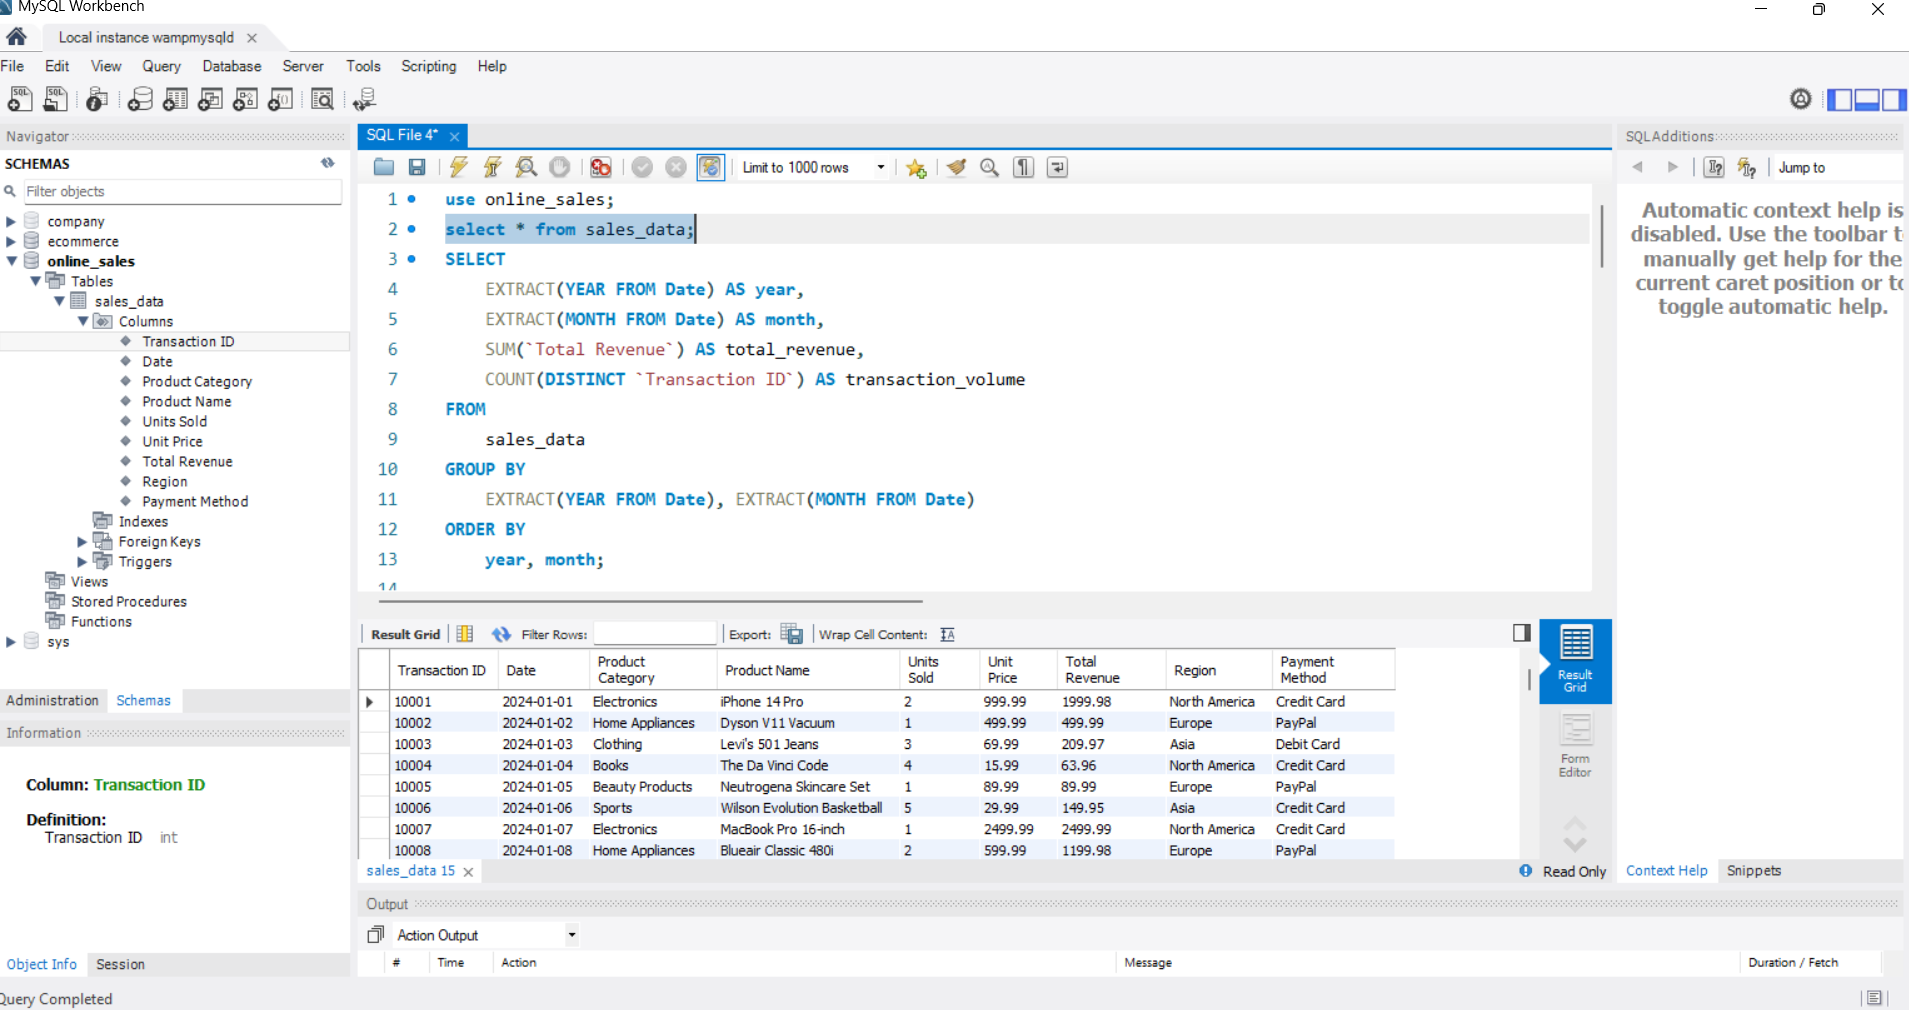 MySQL Workbench
Local instance wampmysqld
File Edit View Query Database Server Tools Scripting Help
Navigator
SCHEMAS
Filter objects
company
ecommerce
online_sales
Tables
sales_data
Columns
Transaction ID
Date
Product Category
Product Name
Units Sold
Unit Price
Total Revenue
Region
Payment Method
Indexes
Foreign Keys
Triggers
Views
Stored Procedures
Functions
sys
Administration Schemas
Information
Column: Transaction ID
Definition:
Transaction ID int
Object Info Session
Query Completed
SQL File 4*
Limit to 1000 rows
1 use online_sales;
2 select * from sales_data;
3 SELECT
4 EXTRACT(YEAR FROM Date) AS year,
5 EXTRACT(MONTH FROM Date) AS month,
6 SUM(`Total Revenue`) AS total_revenue,
7 COUNT(DISTINCT `Transaction ID`) AS transaction_volume
8 FROM
9 sales_data
10 GROUP BY
11 EXTRACT(YEAR FROM Date), EXTRACT(MONTH FROM Date)
12 ORDER BY
13 year, month;
14
Result Grid Filter Rows: Export: Wrap Cell Content:
Transaction ID Date Product Category Product Name Units Sold Unit Price Total Revenue Region Payment Method
10001 2024-01-01 Electronics iPhone 14 Pro 2 999.99 1999.98 North America Credit Card
10002 2024-01-02 Home Appliances Dyson V11 Vacuum 1 499.99 499.99 Europe PayPal
10003 2024-01-03 Clothing Levi's 501 Jeans 3 69.99 209.97 Asia Debit Card
10004 2024-01-04 Books The Da Vinci Code 4 15.99 63.96 North America Credit Card
10005 2024-01-05 Beauty Products Neutrogena Skincare Set 1 89.99 89.99 Europe PayPal
10006 2024-01-06 Sports Wilson Evolution Basketball 5 29.99 149.95 Asia Credit Card
10007 2024-01-07 Electronics MacBook Pro 16-inch 1 2499.99 2499.99 North America Credit Card
10008 2024-01-08 Home Appliances Blueair Classic 480i 2 599.99 1199.98 Europe PayPal
Result
Grid
Form
Editor
sales_data 15
Read Only
Output
Action Output
# Time Action Message Duration / Fetch
SQLAdditions
Jump to
Automatic context help is
disabled. Use the toolbar t
manually get help for the
current caret position or to
toggle automatic help.
Context Help Snippets